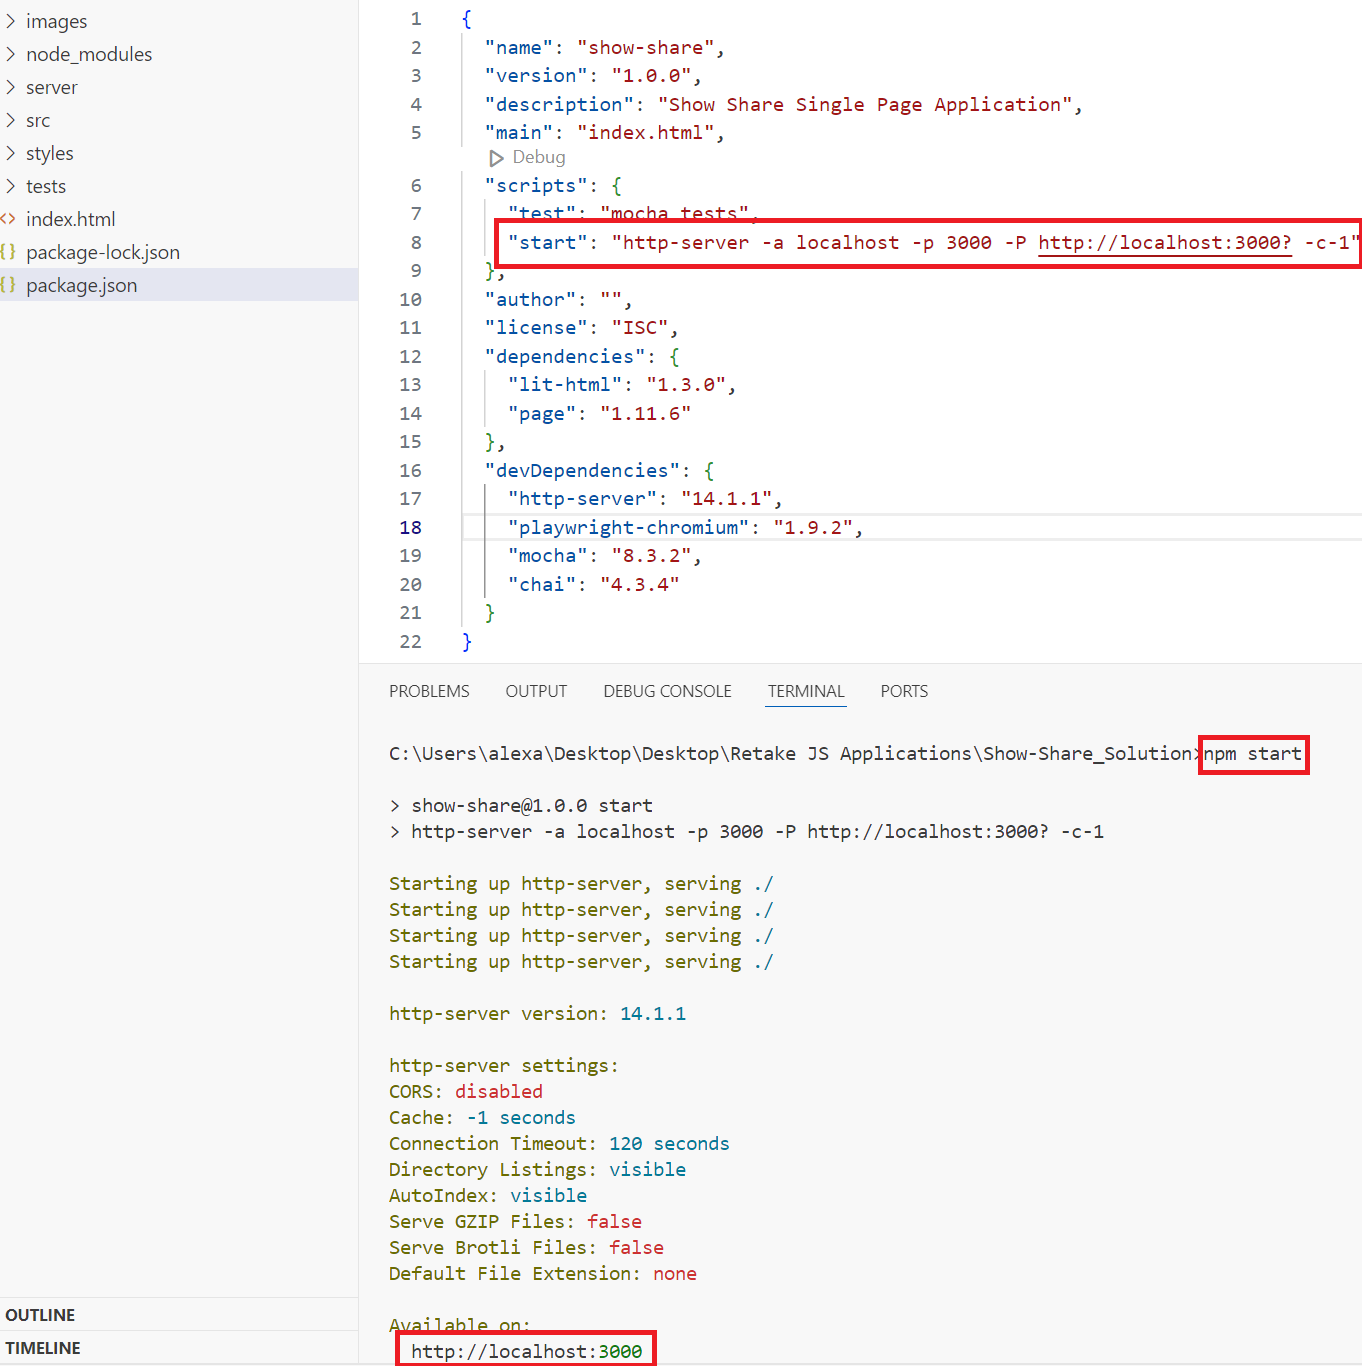 images
node_modules
server
src
styles
tests
index.html
package-lock.json
package.json
OUTLINE
TIMELINE
1 {
2 "name": "show-share",
3 "version": "1.0.0",
4 "description": "Show Share Single Page Application",
5 "main": "index.html",
Debug
6 "scripts": {
7 "test": "mocha tests",
8 "start": "http-server -a localhost -p 3000 -P http://localhost:3000? -c-1"
9 },
10 "author": "",
11 "license": "ISC",
12 "dependencies": {
13 "lit-html": "1.3.0",
14 "page": "1.11.6"
15 },
16 "devDependencies": {
17 "http-server": "14.1.1",
18 "playwright-chromium": "1.9.2",
19 "mocha": "8.3.2",
20 "chai": "4.3.4"
21 }
22 }
PROBLEMS OUTPUT DEBUG CONSOLE TERMINAL PORTS
C:\Users\alexa\Desktop\Desktop\Retake JS Applications\Show-Share_Solution>npm start
> show-share@1.0.0 start
> http-server -a localhost -p 3000 -P http://localhost:3000? -c-1
Starting up http-server, serving ./
Starting up http-server, serving ./
Starting up http-server, serving ./
Starting up http-server, serving ./
http-server version: 14.1.1
http-server settings:
CORS: disabled
Cache: -1 seconds
Connection Timeout: 120 seconds
Directory Listings: visible
AutoIndex: visible
Serve GZIP Files: false
Serve Brotli Files: false
Default File Extension: none
Available on:
http://localhost:3000